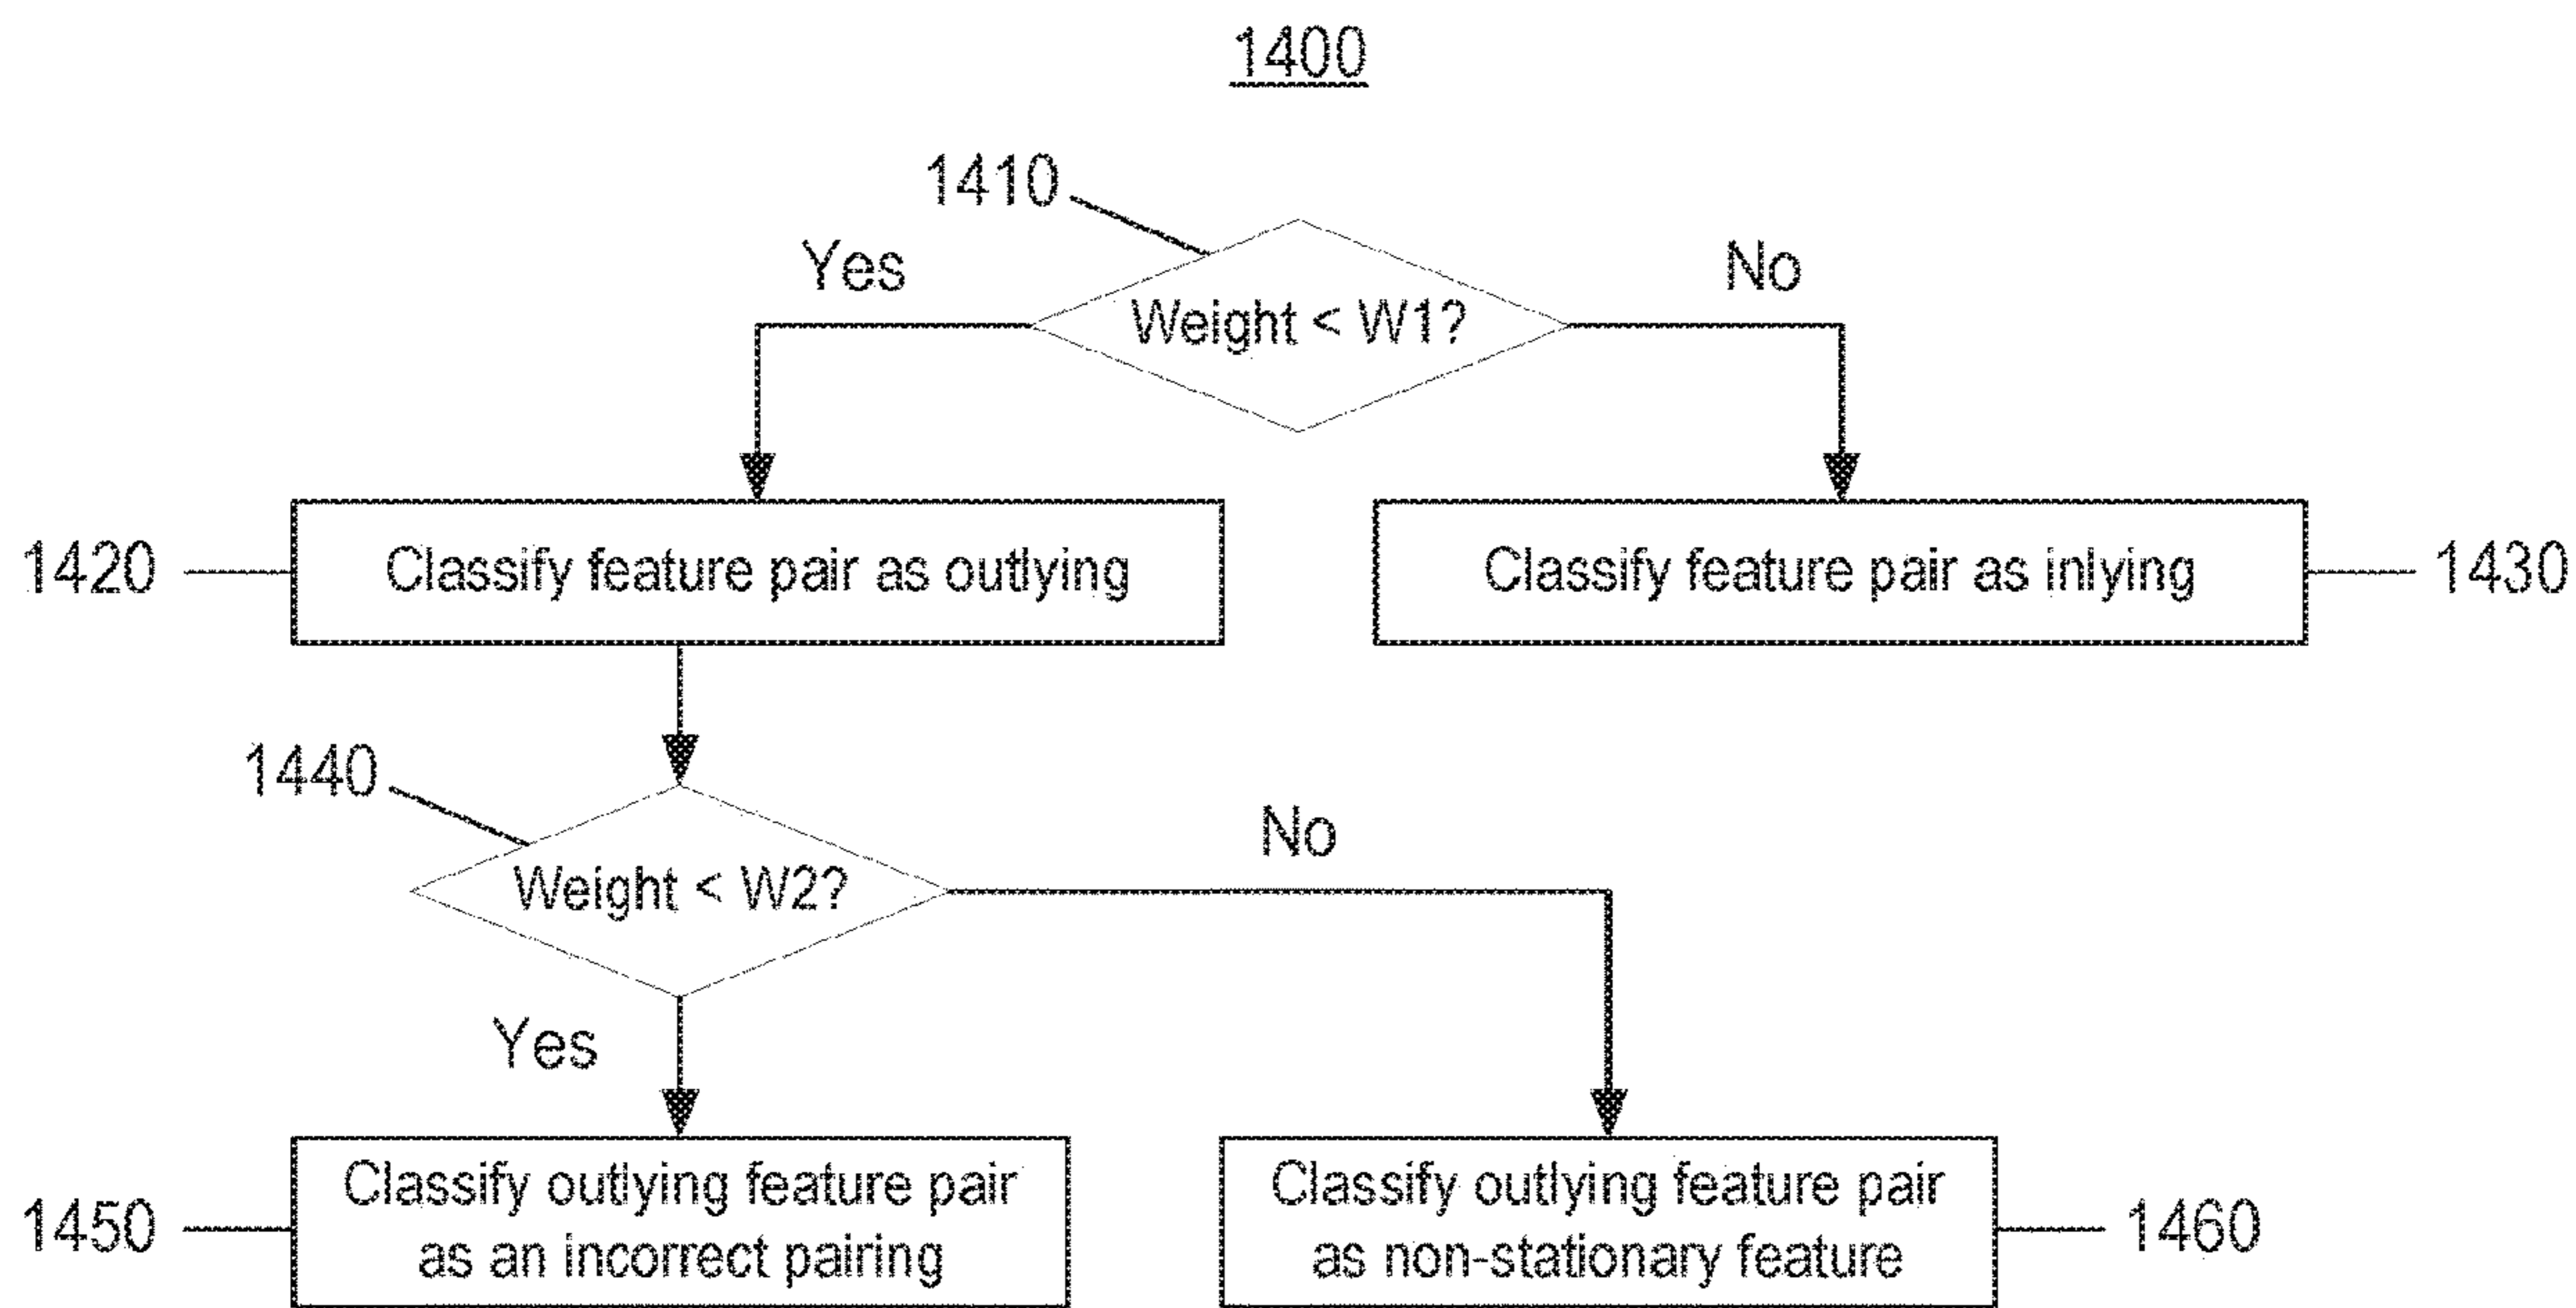 1400
1410
Yes
No
Weight < W1?
1420
Classify feature pair as outlying
Classify feature pair as inlying
1430
1440
No
Weight < W2?
Yes
1450
Classify outlying feature pair
as an incorrect pairing
Classify outlying feature pair
as non-stationary feature
1460